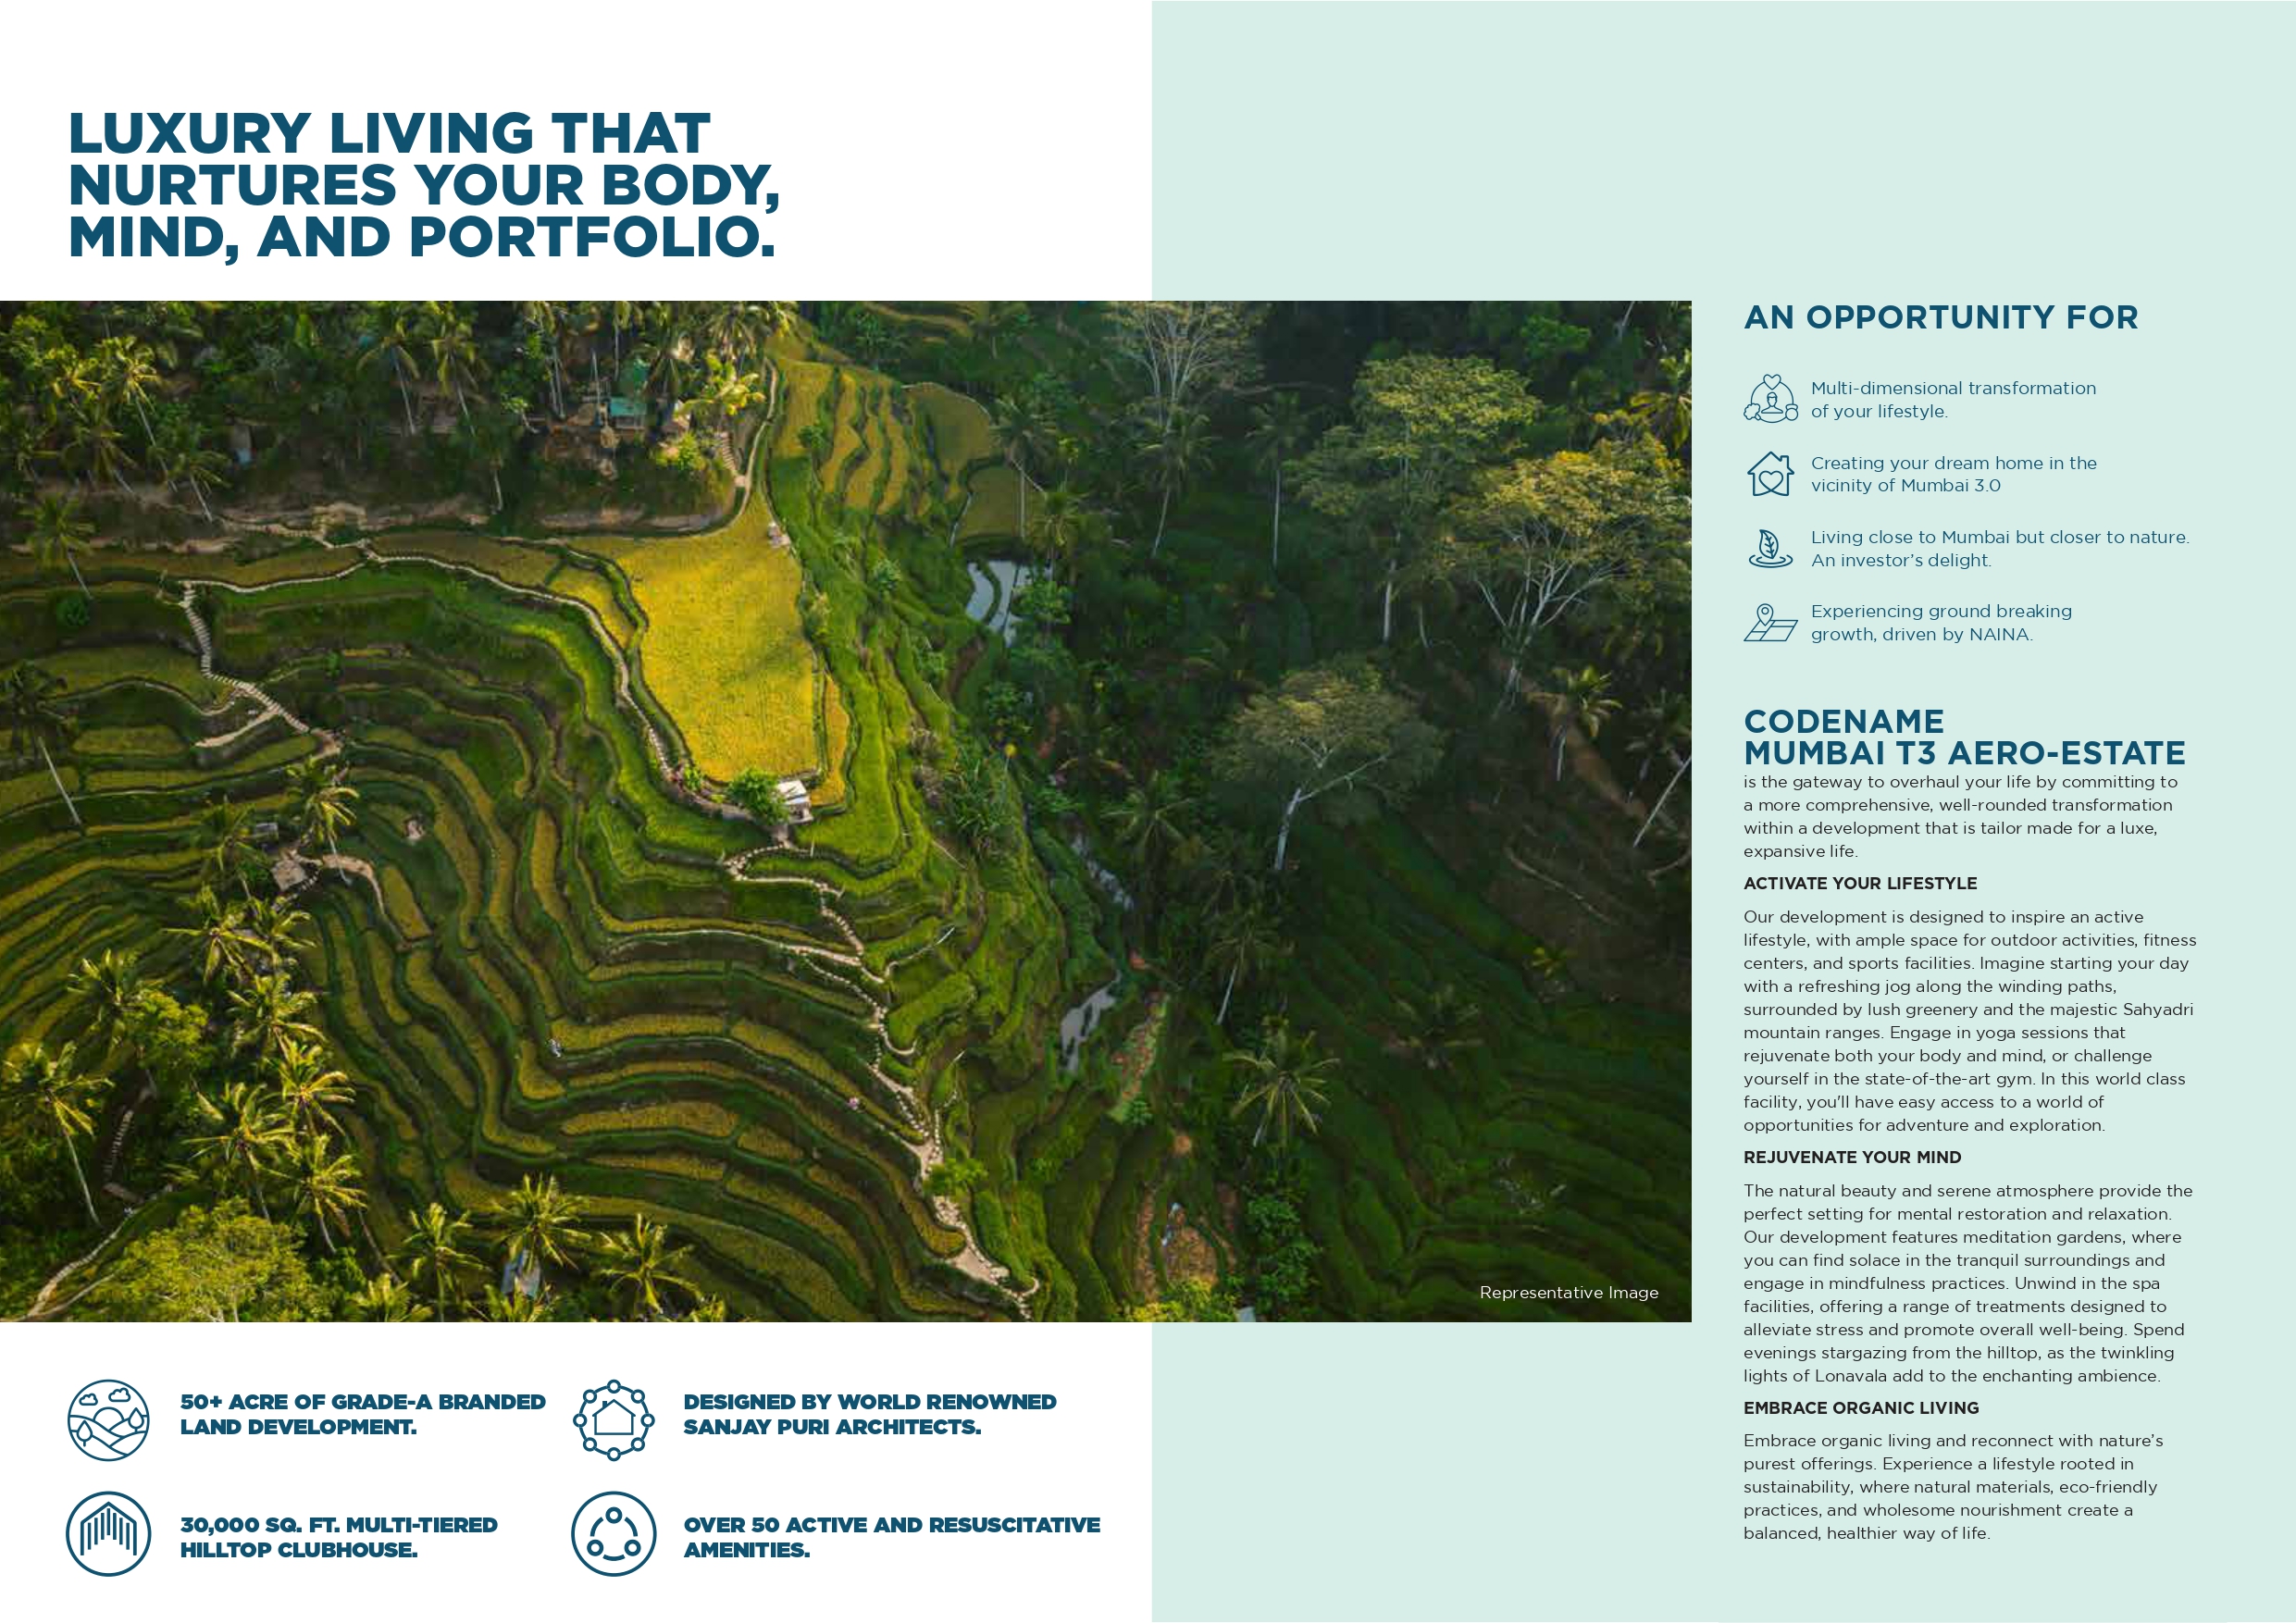 LUXURY LIVING THAT
NURTURES YOUR BODY,
MIND, AND PORTFOLIO.
Representative Image
50+ ACRE OF GRADE-A BRANDED
LAND DEVELOPMENT.
DESIGNED BY WORLD RENOWNED
SANJAY PURI ARCHITECTS.
30,000 SQ. FT. MULTI-TIERED
HILLTOP CLUBHOUSE.
OVER 50 ACTIVE AND RESUSCITATIVE
AMENITIES.
AN OPPORTUNITY FOR
Multi-dimensional transformation
of your lifestyle.
Creating your dream home in the
vicinity of Mumbai 3.0
Living close to Mumbai but closer to nature.
An investor’s delight.
Experiencing ground breaking
growth, driven by NAINA.
CODENAME
MUMBAI T3 AERO-ESTATE
is the gateway to overhaul your life by committing to
a more comprehensive, well-rounded transformation
within a development that is tailor made for a luxe,
expansive life.
ACTIVATE YOUR LIFESTYLE
Our development is designed to inspire an active
lifestyle, with ample space for outdoor activities, fitness
centers, and sports facilities. Imagine starting your day
with a refreshing jog along the winding paths,
surrounded by lush greenery and the majestic Sahyadri
mountain ranges. Engage in yoga sessions that
rejuvenate both your body and mind, or challenge
yourself in the state-of-the-art gym. In this world class
facility, you'll have easy access to a world of
opportunities for adventure and exploration.
REJUVENATE YOUR MIND
The natural beauty and serene atmosphere provide the
perfect setting for mental restoration and relaxation.
Our development features meditation gardens, where
you can find solace in the tranquil surroundings and
engage in mindfulness practices. Unwind in the spa
facilities, offering a range of treatments designed to
alleviate stress and promote overall well-being. Spend
evenings stargazing from the hilltop, as the twinkling
lights of Lonavala add to the enchanting ambience.
EMBRACE ORGANIC LIVING
Embrace organic living and reconnect with nature’s
purest offerings. Experience a lifestyle rooted in
sustainability, where natural materials, eco-friendly
practices, and wholesome nourishment create a
balanced, healthier way of life.